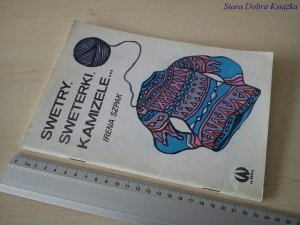 Stara Dobra Książka
SWETRY,
SWETERKI,
KAMIZELE...
IRENA SZPAK